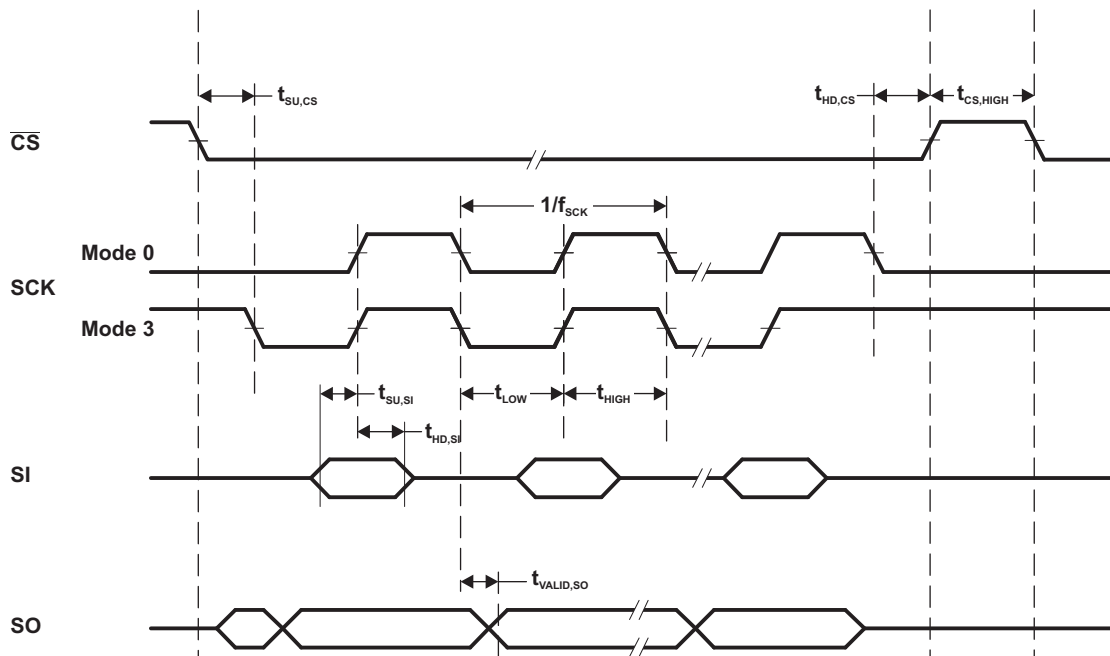 t_SU,CS
t_HD,CS
t_CS,HIGH
CS
1/f_SCK
Mode 0
SCK
Mode 3
t_SU,SI
t_LOW
t_HIGH
t_HD,SI
SI
t_VALID,SO
SO